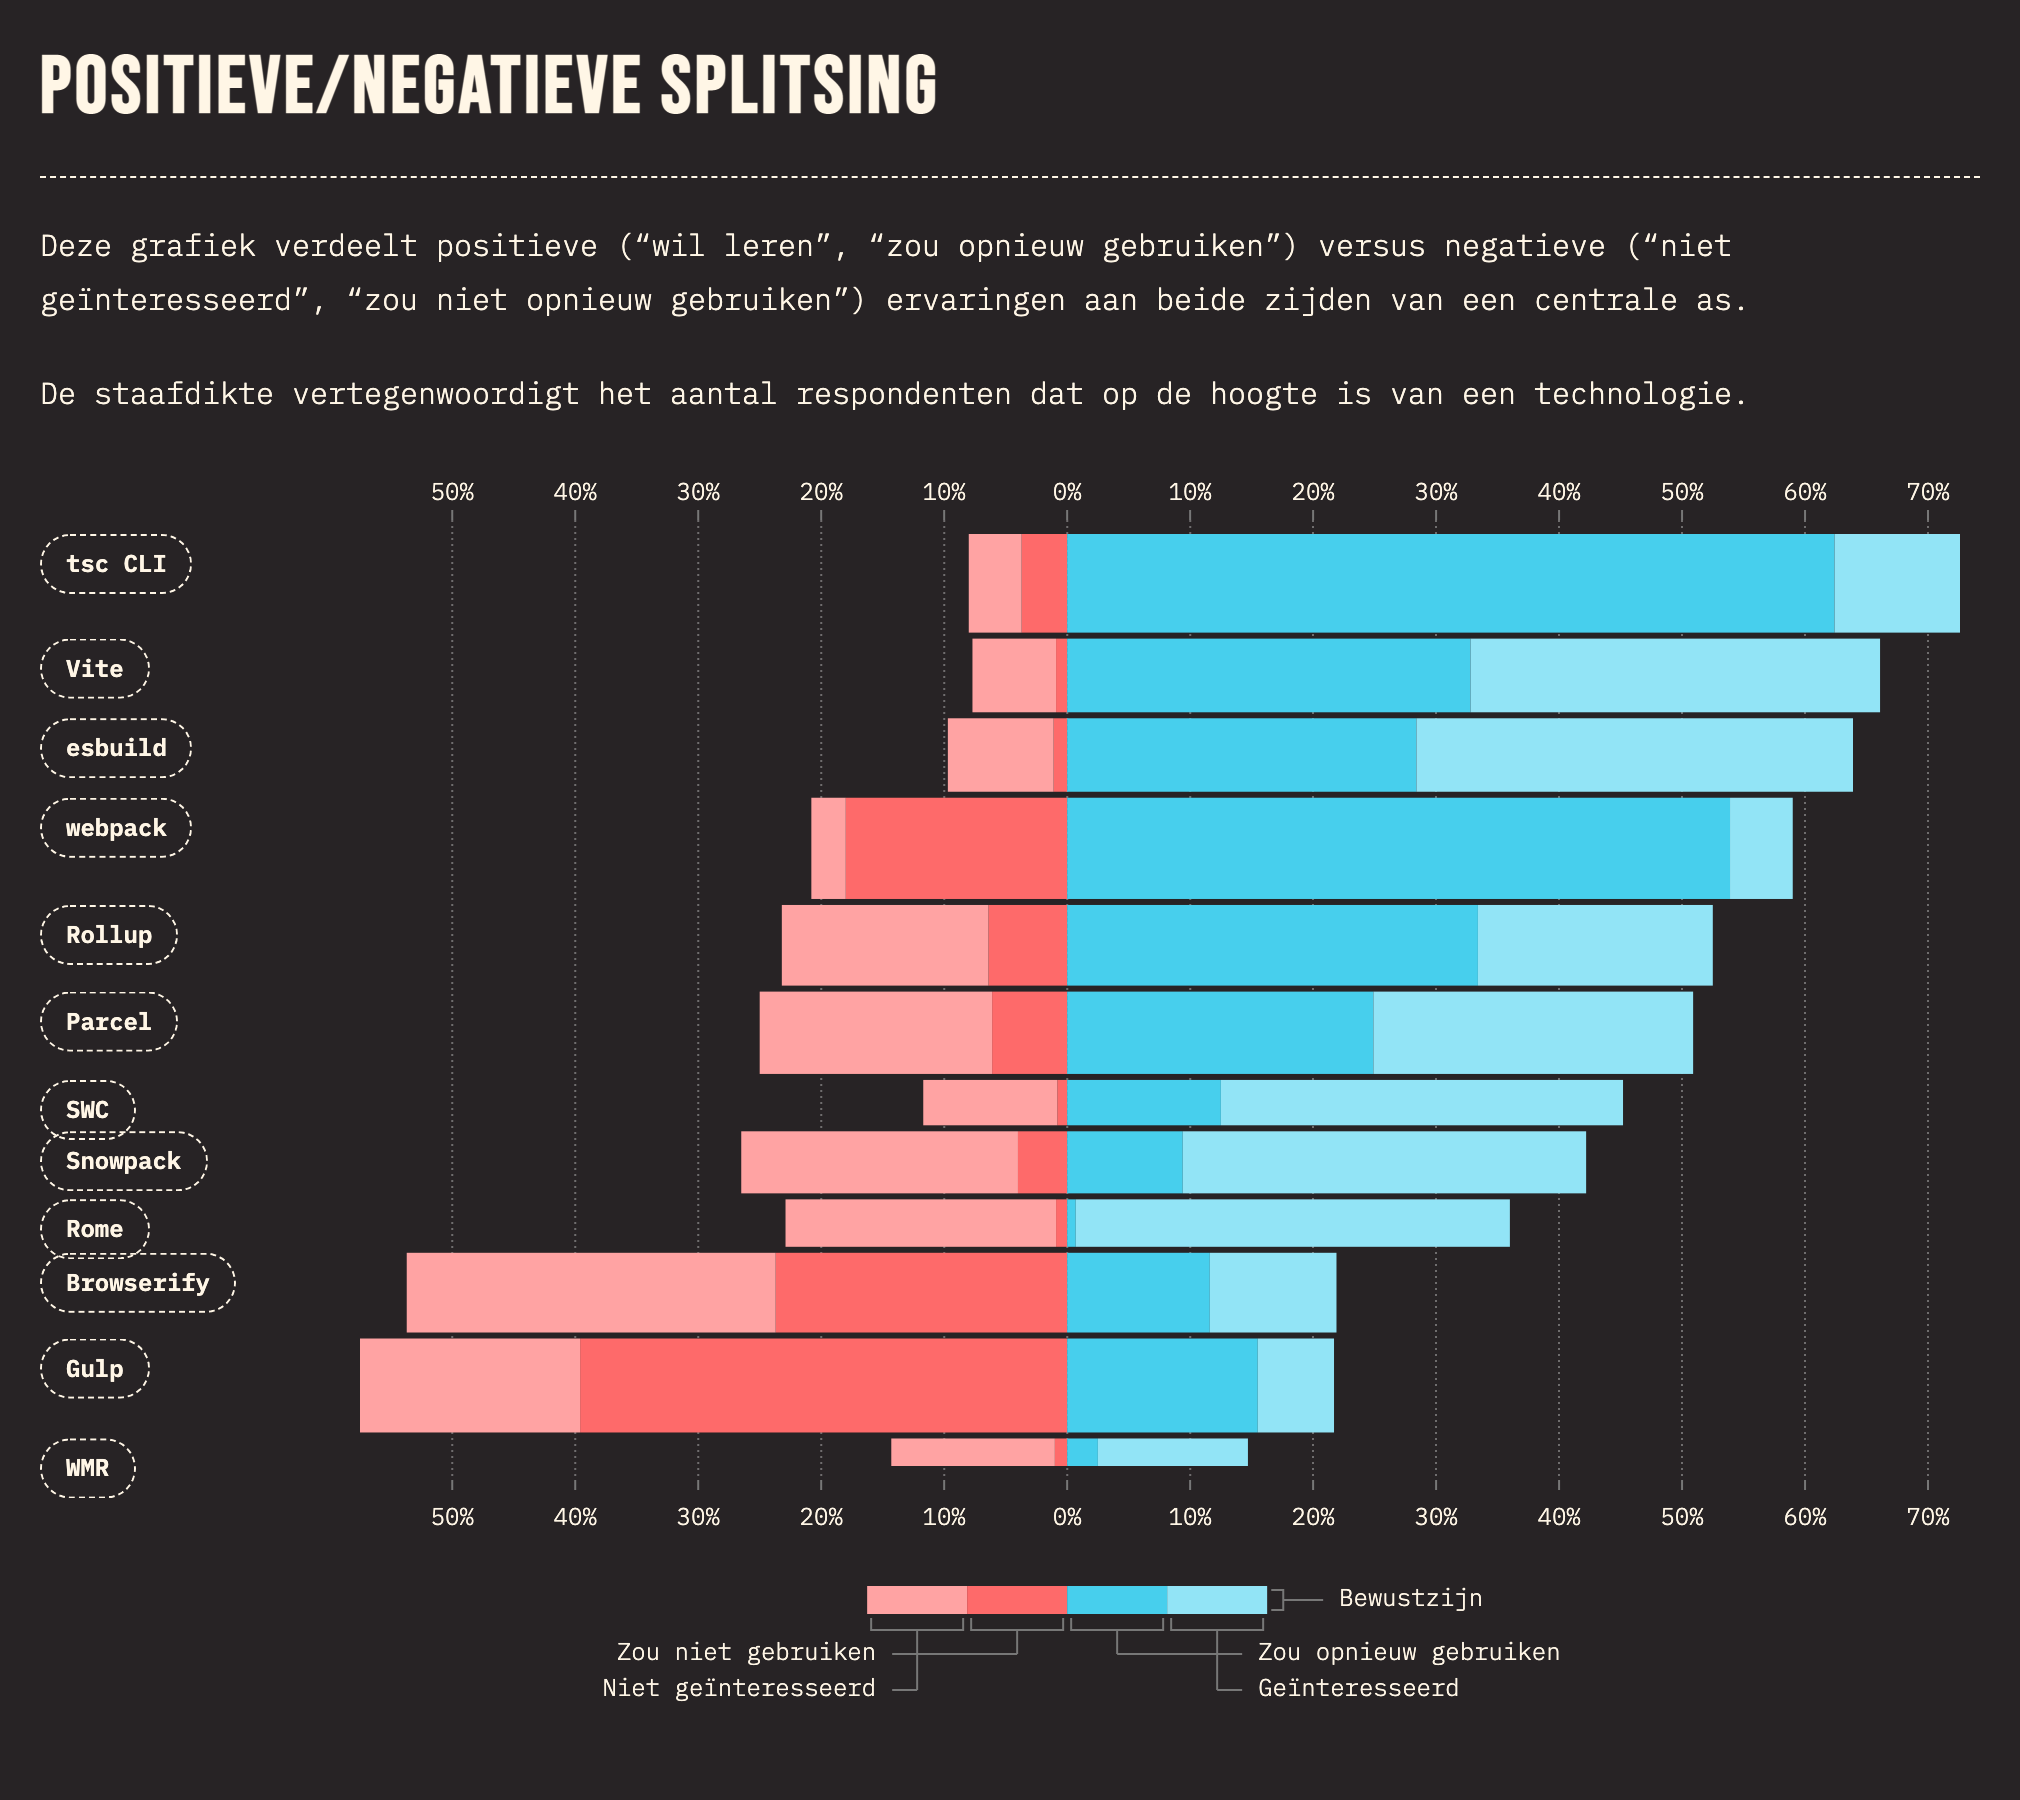 POSITIEVE/NEGATIEVE SPLITSING
Deze grafiek verdeelt positieve (“wil leren”, “zou opnieuw gebruiken”) versus negatieve (“niet
geïnteresseerd”, “zou niet opnieuw gebruiken”) ervaringen aan beide zijden van een centrale as.
De staafdikte vertegenwoordigt het aantal respondenten dat op de hoogte is van een technologie.
50% 40% 30% 20% 10% 0% 10% 20% 30% 40% 50% 60% 70%
tsc CLI
Vite
esbuild
webpack
Rollup
Parcel
SWC
Snowpack
Rome
Browserify
Gulp
WMR
50% 40% 30% 20% 10% 0% 10% 20% 30% 40% 50% 60% 70%
Bewustzijn
Zou niet gebruiken Zou opnieuw gebruiken
Niet geïnteresseerd Geïnteresseerd